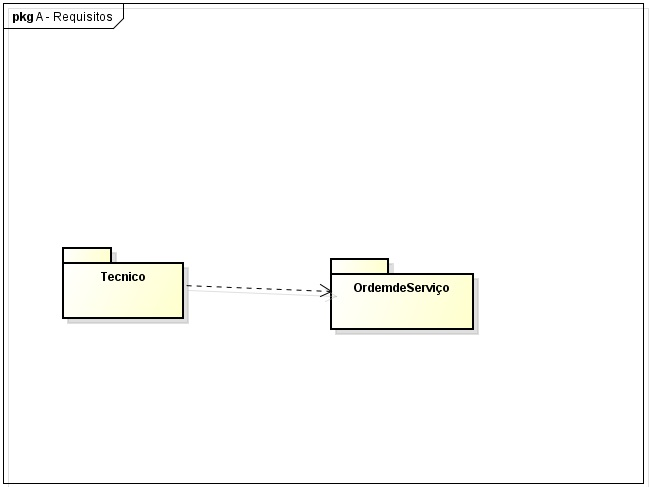 pkg A - Requisitos
Tecnico
OrdemdeServiço